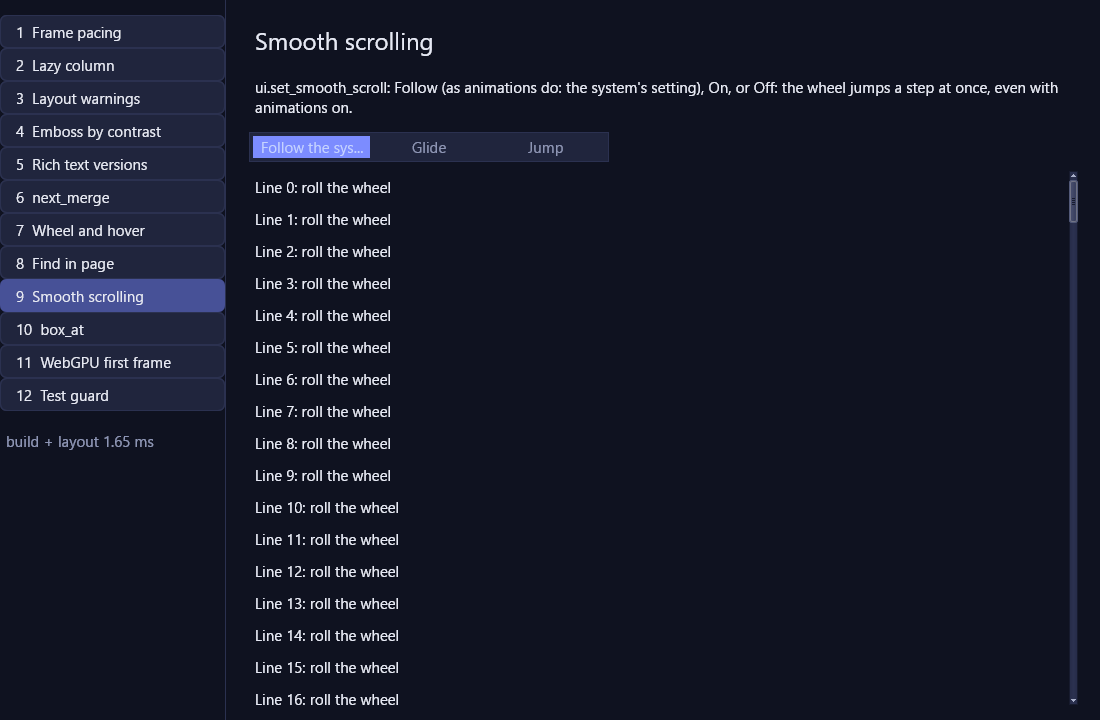 1 Frame pacing
2 Lazy column
3 Layout warnings
4 Emboss by contrast
5 Rich text versions
6 next_merge
7 Wheel and hover
8 Find in page
9 Smooth scrolling
10 box_at
11 WebGPU first frame
12 Test guard
build + layout 1.65 ms
Smooth scrolling
ui.set_smooth_scroll: Follow (as animations do: the system's setting), On, or Off: the wheel jumps a step at once, even with
animations on.
Follow the sys... Glide Jump
Line 0: roll the wheel
Line 1: roll the wheel
Line 2: roll the wheel
Line 3: roll the wheel
Line 4: roll the wheel
Line 5: roll the wheel
Line 6: roll the wheel
Line 7: roll the wheel
Line 8: roll the wheel
Line 9: roll the wheel
Line 10: roll the wheel
Line 11: roll the wheel
Line 12: roll the wheel
Line 13: roll the wheel
Line 14: roll the wheel
Line 15: roll the wheel
Line 16: roll the wheel